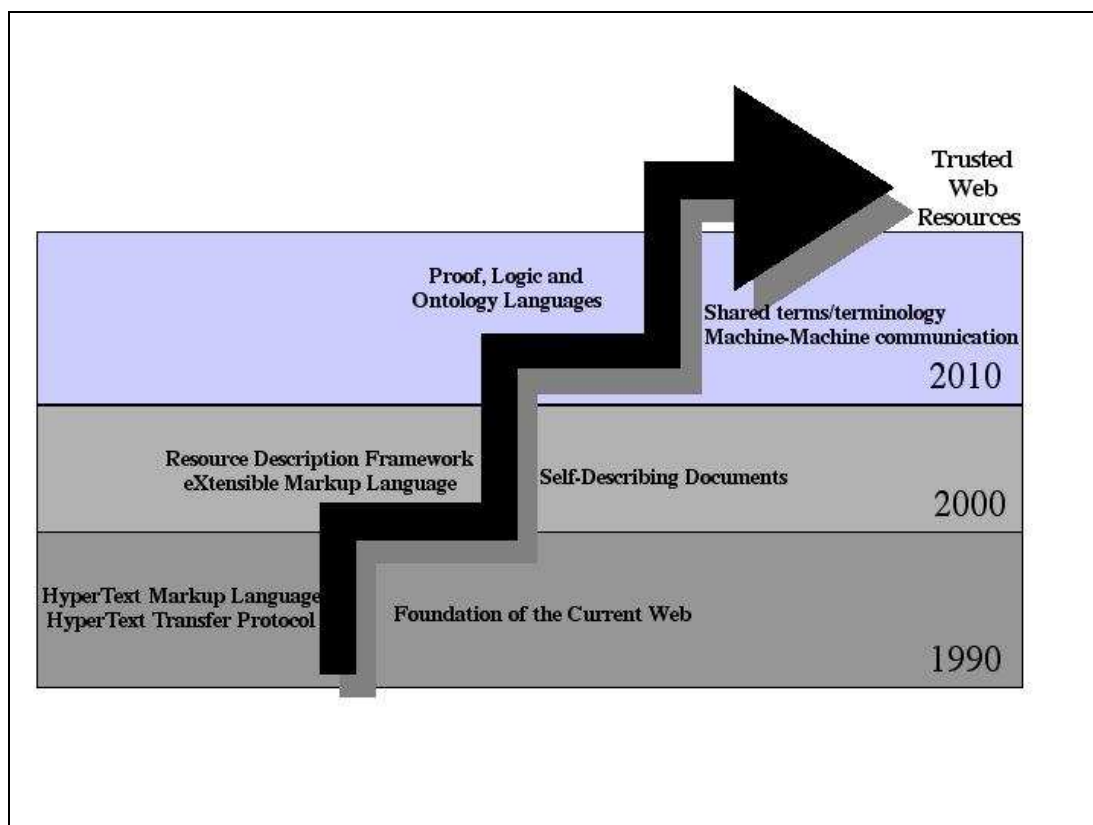 Trusted
Web
Resources
Proof, Logic and
Ontology Languages
Shared terms/terminology
Machine-Machine communication
2010
Resource Description Framework
eXtensible Markup Language
Self-Describing Documents
2000
HyperText Markup Language
HyperText Transfer Protocol
Foundation of the Current Web
1990